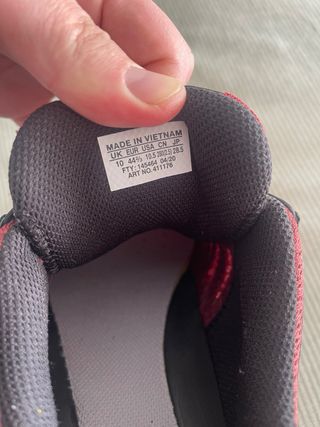 MADE IN VIETNAM
UK EUR USA CN JP
10 44⅔ 10.5 280(2.5) 28.5
FTY: 145464 04/20
ART NO. 411176